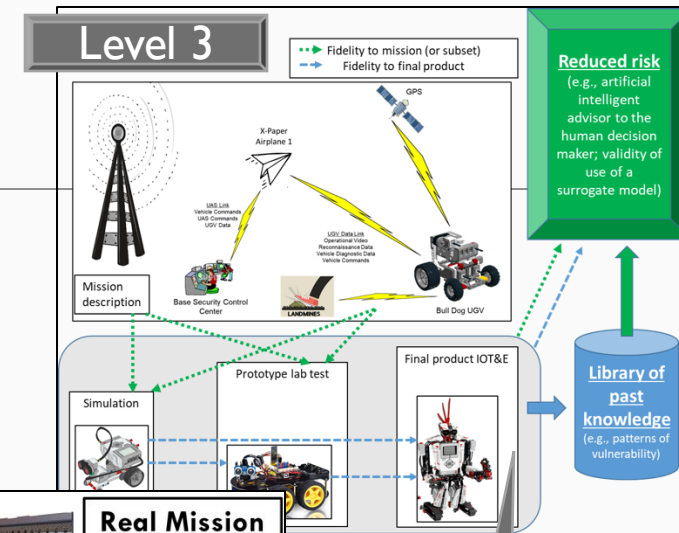 Level 3
Fidelity to mission (or subset)
Fidelity to final product
GPS
X-Paper
Airplane 1
UAS Link
Vehicle Commands
UAS Commands
UGV Data
UGV Data Link
Operational Video
Reconnaissance Data
Vehicle Diagnostic Data
Vehicle Commands
Mission
description
Base Security Control
Center
LANDMINES
Bull Dog UGV
Reduced risk
(e.g., artificial
intelligent
advisor to the
human decision
maker; validity of
use of a
surrogate model)
Simulation
Prototype lab test
Final product IOT&E
Library of
past
knowledge
(e.g., patterns of
vulnerability)
Real Mission